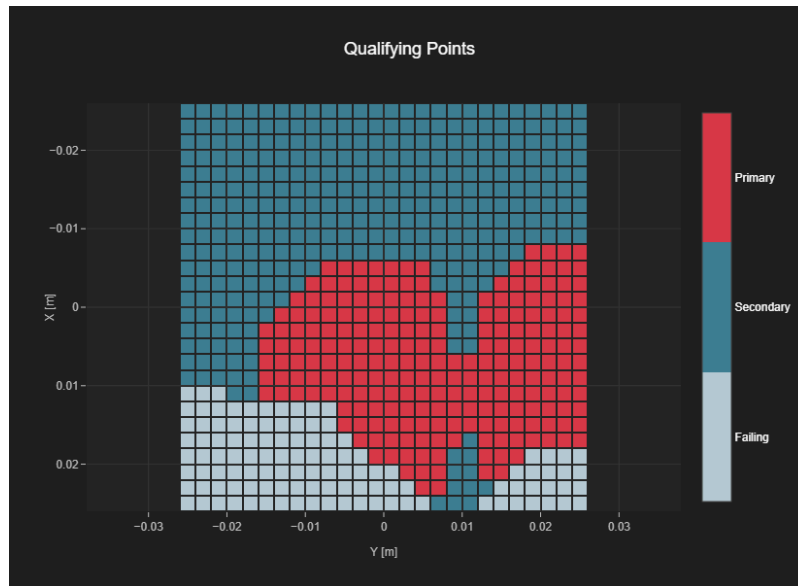 Qualifying Points
Primary
Secondary
Failing
−0.02
−0.01
0
0.01
0.02
X [m]
−0.03
−0.02
−0.01
0
0.01
0.02
0.03
Y [m]